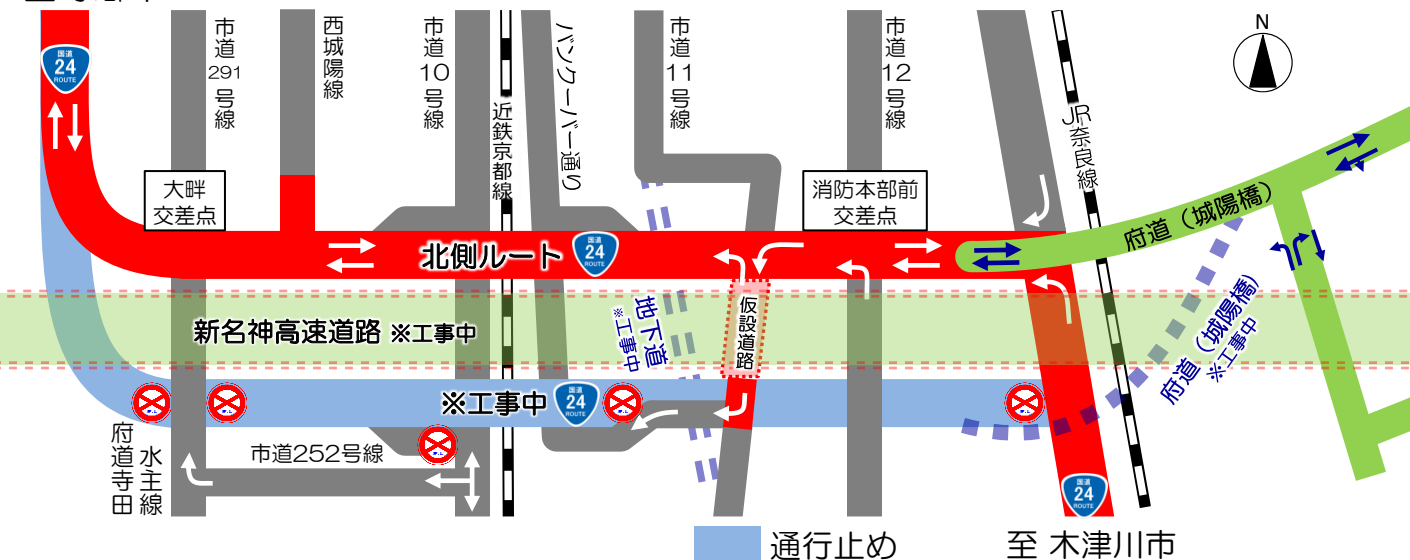 国道
24
ROUTE
市道
291
号線
西城陽線
市道
10
号線
近鉄京都線
バンクーバー通り
市道
11
号線
市道
12
号線
JR奈良線
N
大畔
交差点
消防本部前
交差点
北側ルート
国道
24
ROUTE
府道（城陽橋）
新名神高速道路 ※工事中
地下道
※工事中
仮設道路
府道（城陽橋）
※工事中
※工事中
国道
24
ROUTE
府道寺田
水主線
市道252号線
国道
24
ROUTE
通行止め
至 木津川市